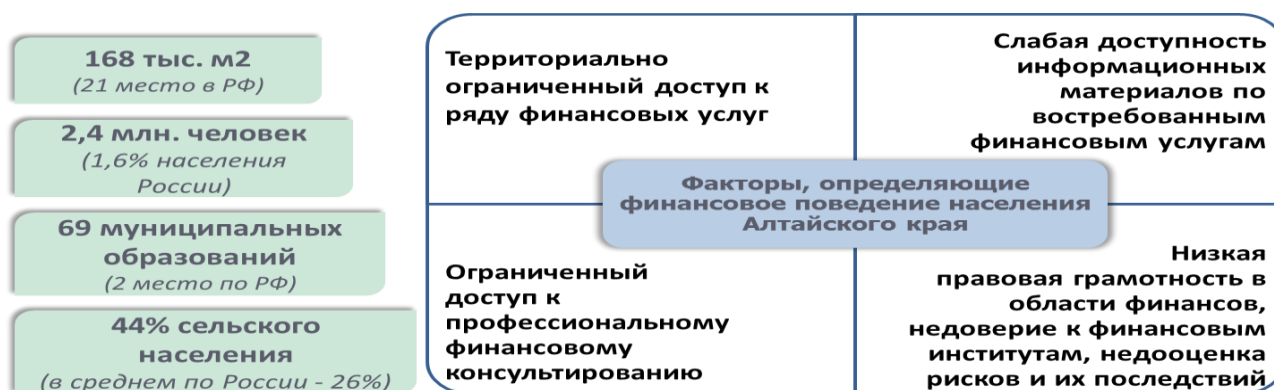 168 тыс. м2
(21 место в РФ)
2,4 млн. человек
(1,6% населения
России)
69 муниципальных
образований
(2 место по РФ)
44% сельского
населения
(в среднем по России - 26%)
Территориально
ограниченный доступ к
ряду финансовых услуг
Слабая доступность
информационных
материалов по
востребованным
финансовым услугам
Факторы, определяющие
финансовое поведение населения
Алтайского края
Ограниченный
доступ к
профессиональному
финансовому
консультированию
Низкая
правовая грамотность в
области финансов,
недоверие к финансовым
институтам, недооценка
рисков и их последствий